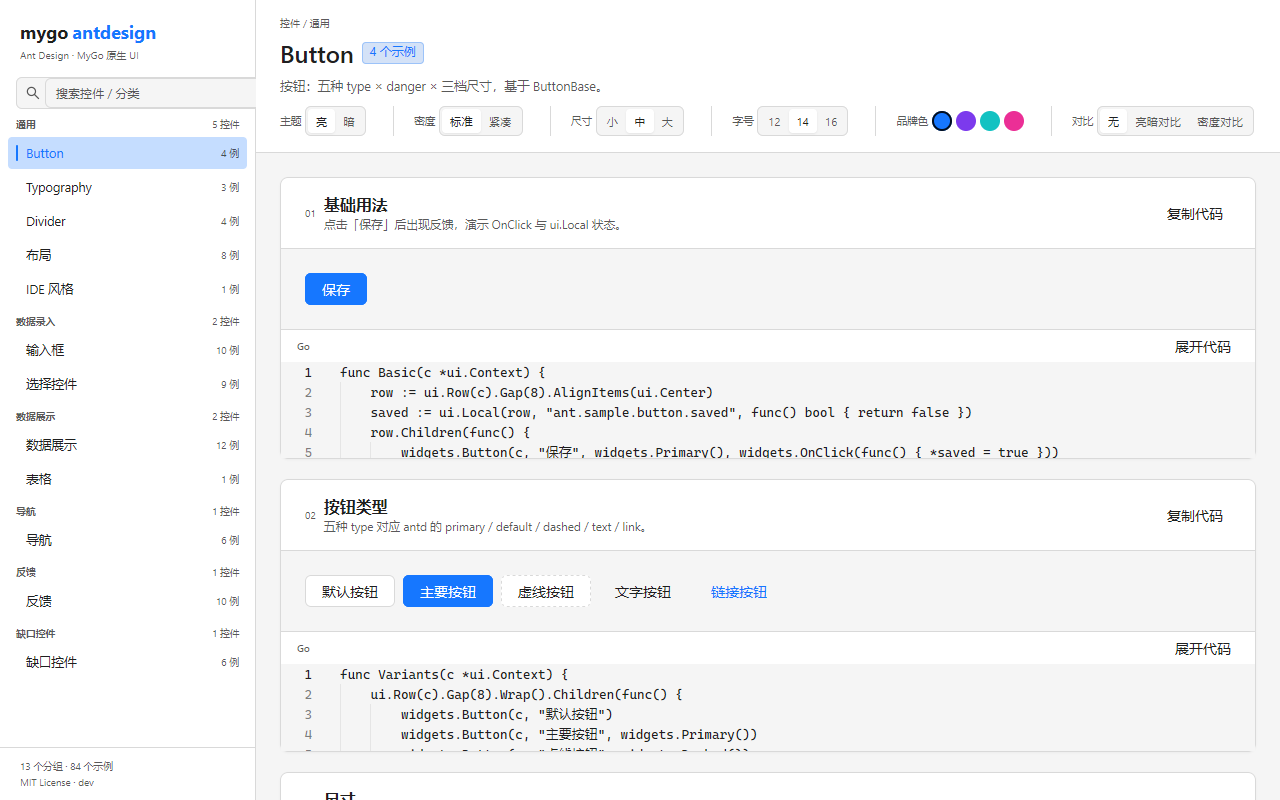 mygo antdesign
Ant Design · MyGo 原生 UI
搜索控件 / 分类
通用 5 控件
Button 4 例
Typography 3 例
Divider 4 例
布局 8 例
IDE 风格 1 例
数据录入 2 控件
输入框 10 例
选择控件 9 例
数据展示 2 控件
数据展示 12 例
表格 1 例
导航 1 控件
导航 6 例
反馈 1 控件
反馈 10 例
缺口控件 1 控件
缺口控件 6 例
13 个分组 · 84 个示例
MIT License · dev
控件 / 通用
Button 4 个示例
按钮：五种 type × danger × 三档尺寸，基于 ButtonBase。
主题 亮 暗 密度 标准 紧凑 尺寸 小 中 大 字号 12 14 16 品牌色 对比 无 亮暗对比 密度对比
01 基础用法 复制代码
点击「保存」后出现反馈，演示 OnClick 与 ui.Local 状态。
保存
Go 展开代码
1 func Basic(c *ui.Context) {
2 row := ui.Row(c).Gap(8).AlignItems(ui.Center)
3 saved := ui.Local(row, "ant.sample.button.saved", func() bool { return false })
4 row.Children(func() {
5 widgets.Button(c, "保存", widgets.Primary(), widgets.OnClick(func() { *saved = true }))
02 按钮类型 复制代码
五种 type 对应 antd 的 primary / default / dashed / text / link。
默认按钮 主要按钮 虚线按钮 文字按钮 链接按钮
Go 展开代码
1 func Variants(c *ui.Context) {
2 ui.Row(c).Gap(8).Wrap().Children(func() {
3 widgets.Button(c, "默认按钮")
4 widgets.Button(c, "主要按钮", widgets.Primary())